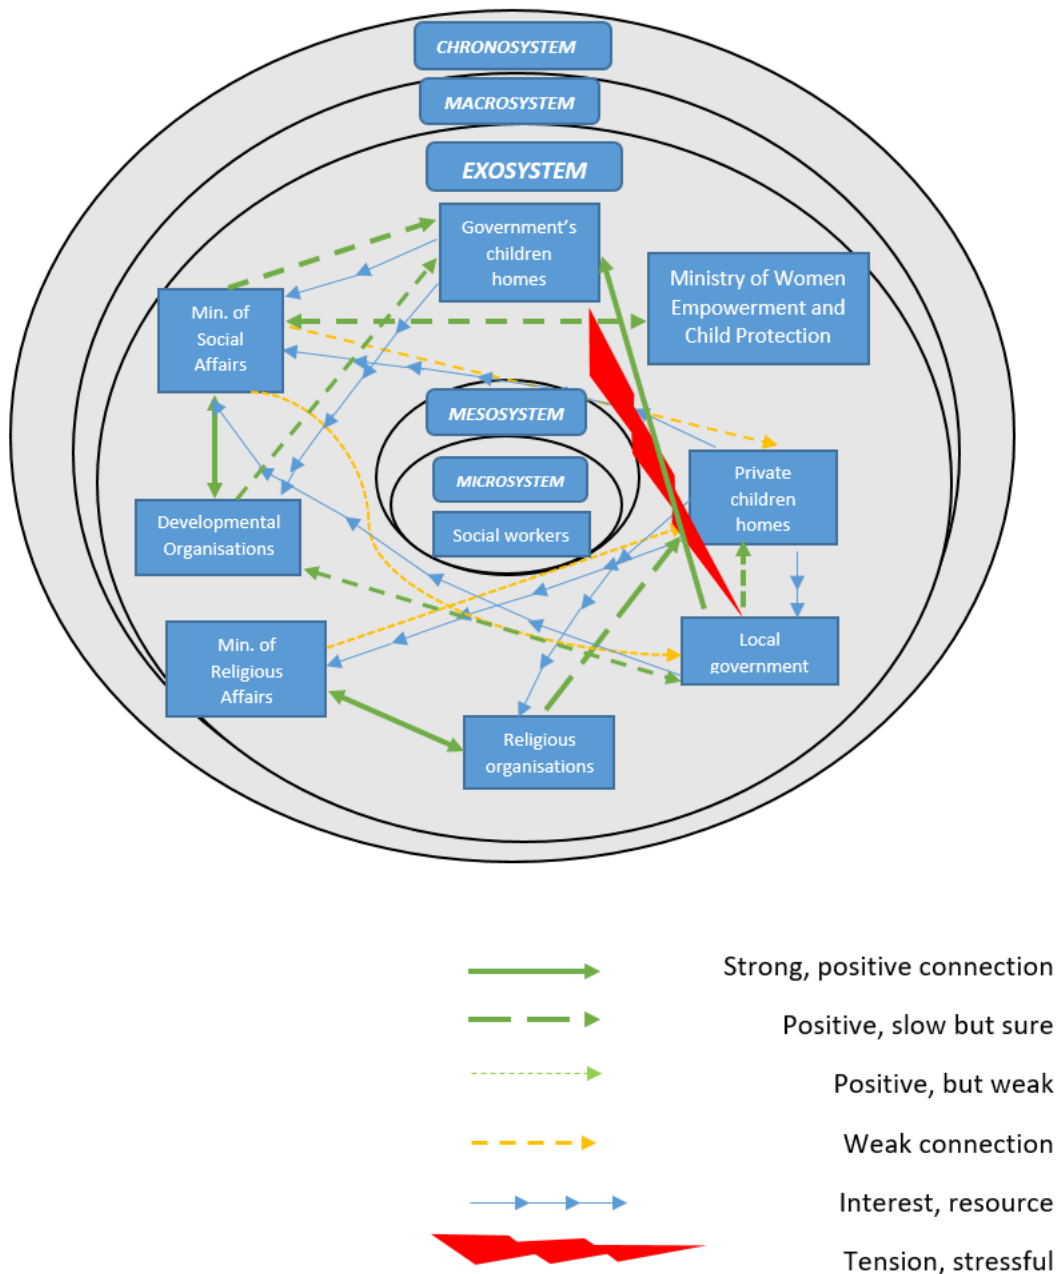 CHRONOSYSTEM
MACROSYSTEM
EXOSYSTEM
Government's
children
homes
Ministry of Women
Empowerment and
Child Protection
Min. of
Social
Affairs
MESOSYSTEM
MICROSYSTEM
Social workers
Private
children
homes
Developmental
Organisations
Min. of
Religious
Affairs
Local
government
Religious
organisations
Strong, positive connection
Positive, slow but sure
Positive, but weak
Weak connection
Interest, resource
Tension, stressful